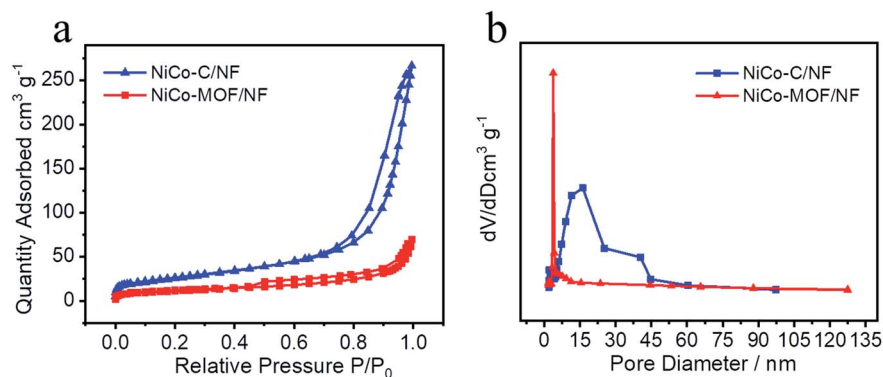 a
NiCo-C/NF
NiCo-MOF/NF
Quantity Adsorbed cm³ g⁻¹
250
200
150
100
50
0
0.0 0.2 0.4 0.6 0.8 1.0
Relative Pressure P/P₀
b
NiCo-C/NF
NiCo-MOF/NF
dV/dDcm³ g⁻¹
0 15 30 45 60 75 90 105 120 135
Pore Diameter / nm